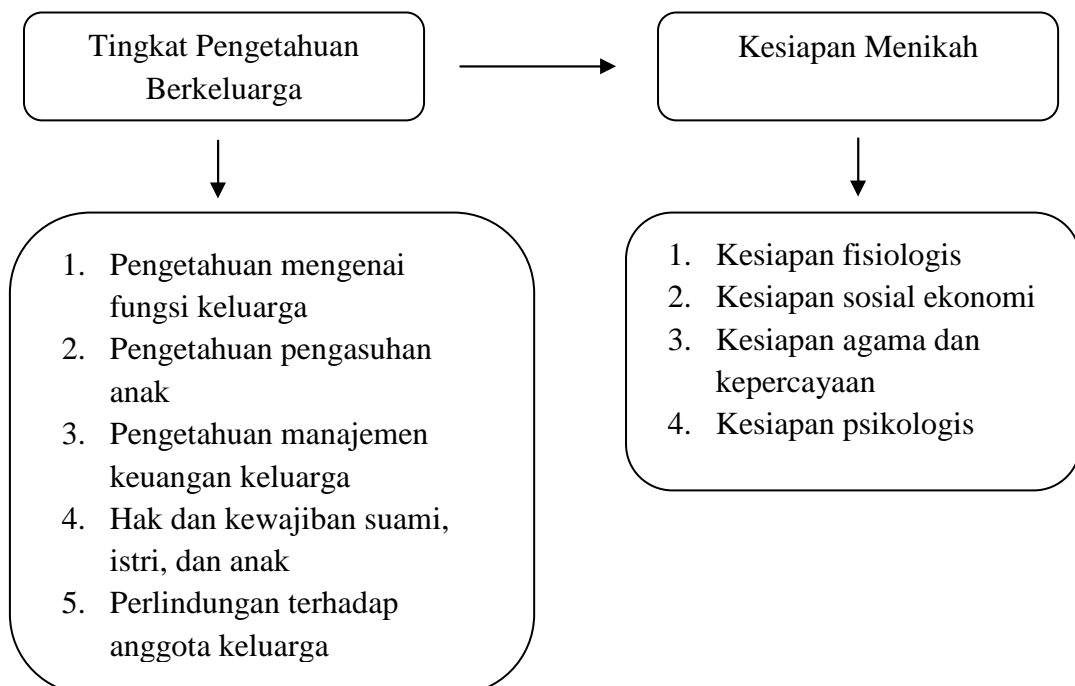 Tingkat Pengetahuan
Berkeluarga
Kesiapan Menikah
1. Pengetahuan mengenai
fungsi keluarga
2. Pengetahuan pengasuhan
anak
3. Pengetahuan manajemen
keuangan keluarga
4. Hak dan kewajiban suami,
istri, dan anak
5. Perlindungan terhadap
anggota keluarga
1. Kesiapan fisiologis
2. Kesiapan sosial ekonomi
3. Kesiapan agama dan
kepercayaan
4. Kesiapan psikologis